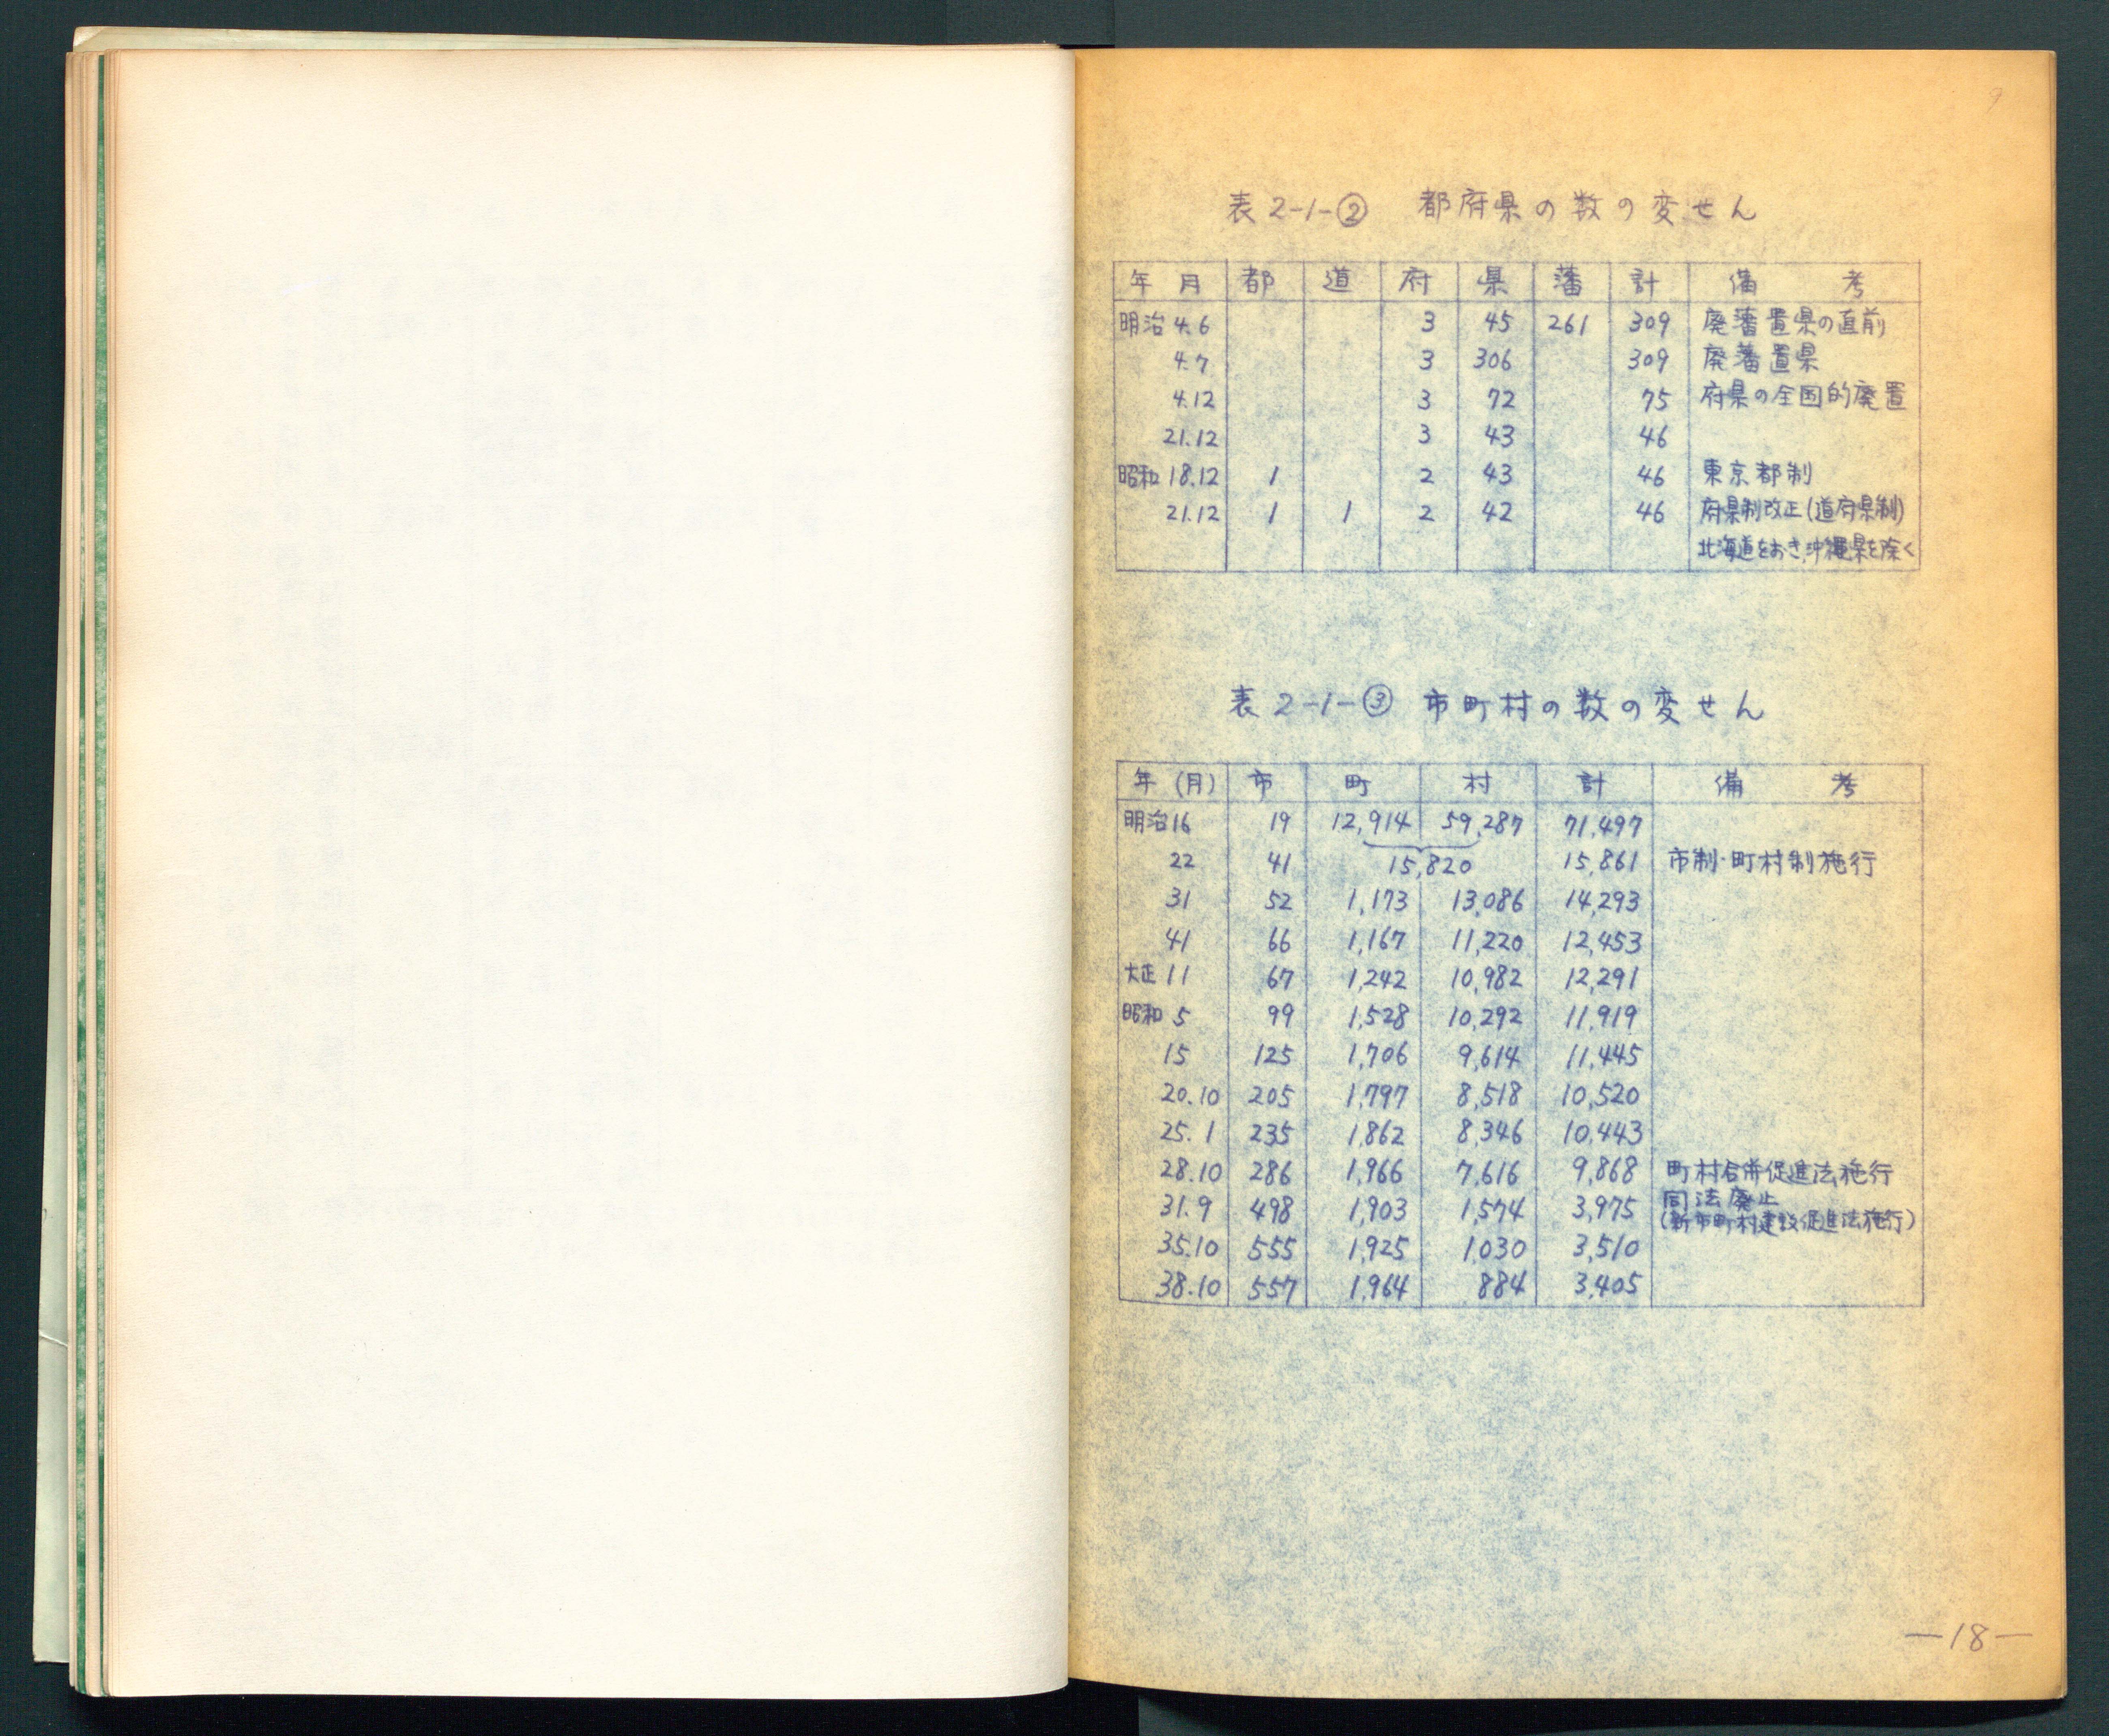 9
表2-1-② 都府県の数の変せん
年月 都 道 府 県 藩 計 備考
明治4.6 3 45 261 309 廃藩置県の直前
4.7 3 306 309 廃藩置県
4.12 3 72 75 府県の全国的廃置
21.12 3 43 46
昭和18.12 1 2 43 46 東京都制
21.12 1 1 2 42 46 府県制改正(道府県制)
北海道をおき、沖縄県を除く
表2-1-③ 市町村の数の変せん
年(月) 市 町 村 計 備考
明治16 19 12,914 59,287 71,497
22 41 15,820 15,861 市制・町村制施行
31 52 1,173 13,086 14,293
41 66 1,167 11,220 12,453
大正11 67 1,242 10,982 12,291
昭和5 99 1,528 10,292 11,919
15 125 1,706 9,614 11,445
20.10 205 1,797 8,518 10,520
25.1 235 1,862 8,346 10,443
28.10 286 1,966 7,616 9,868 町村合併促進法施行
31.9 498 1,903 1,574 3,975 同法廃止
(新市町村建設促進法施行)
35.10 555 1,925 1,030 3,510
38.10 557 1,964 884 3,405
—18—